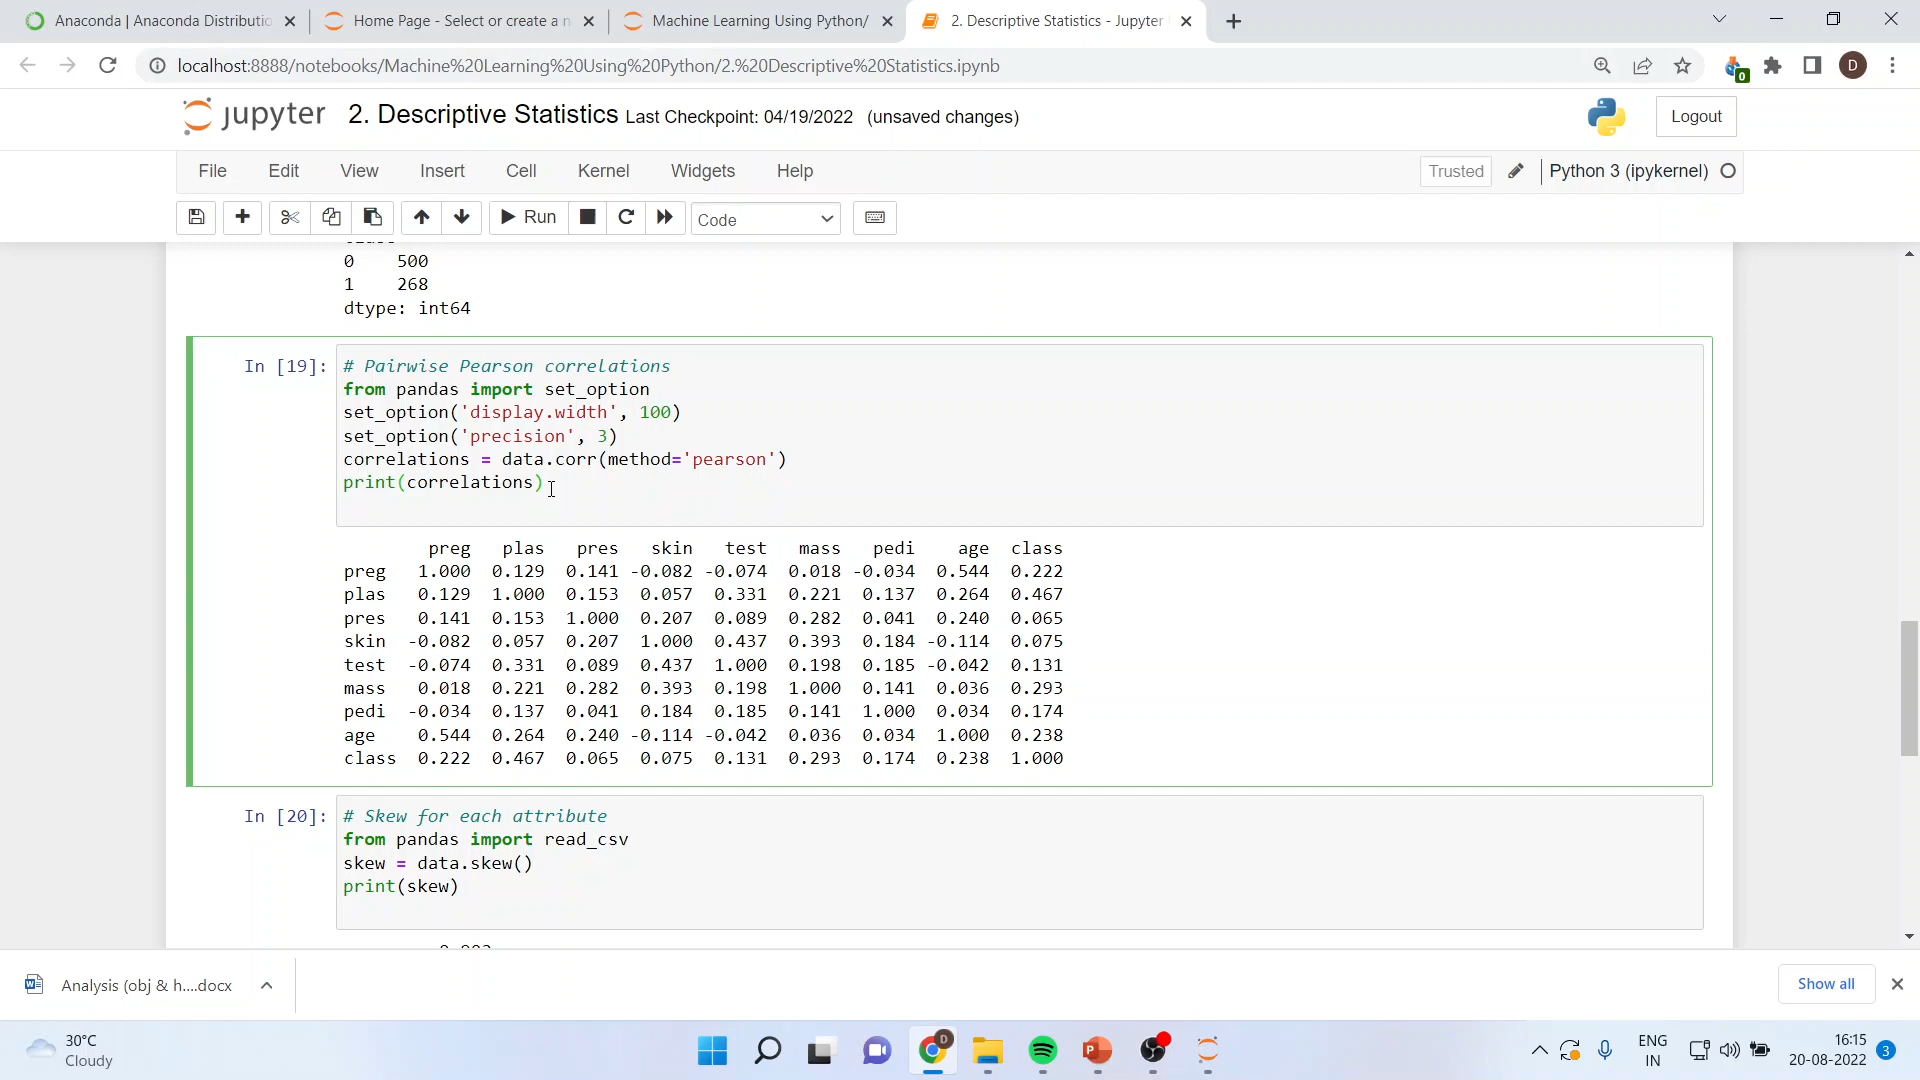 Anaconda | Anaconda Distributio
Home Page - Select or create a n
Machine Learning Using Python/
2. Descriptive Statistics - Jupyter
localhost:8888/notebooks/Machine%20Learning%20Using%20Python/2.%20Descriptive%20Statistics.ipynb
0
D
jupyter 2. Descriptive Statistics Last Checkpoint: 04/19/2022 (unsaved changes)
Logout
File Edit View Insert Cell Kernel Widgets Help
Trusted Python 3 (ipykernel)
Run Code
0 500
1 268
dtype: int64
In [19]: # Pairwise Pearson correlations
from pandas import set_option
set_option('display.width', 100)
set_option('precision', 3)
correlations = data.corr(method='pearson')
print(correlations)
preg plas pres skin test mass pedi age class
preg 1.000 0.129 0.141 -0.082 -0.074 0.018 -0.034 0.544 0.222
plas 0.129 1.000 0.153 0.057 0.331 0.221 0.137 0.264 0.467
pres 0.141 0.153 1.000 0.207 0.089 0.282 0.041 0.240 0.065
skin -0.082 0.057 0.207 1.000 0.437 0.393 0.184 -0.114 0.075
test -0.074 0.331 0.089 0.437 1.000 0.198 0.185 -0.042 0.131
mass 0.018 0.221 0.282 0.393 0.198 1.000 0.141 0.036 0.293
pedi -0.034 0.137 0.041 0.184 0.185 0.141 1.000 0.034 0.174
age 0.544 0.264 0.240 -0.114 -0.042 0.036 0.034 1.000 0.238
class 0.222 0.467 0.065 0.075 0.131 0.293 0.174 0.238 1.000
In [20]: # Skew for each attribute
from pandas import read_csv
skew = data.skew()
print(skew)
Analysis (obj & h....docx
Show all
30°C
Cloudy
D
P
ENG
IN
16:15
20-08-2022
3